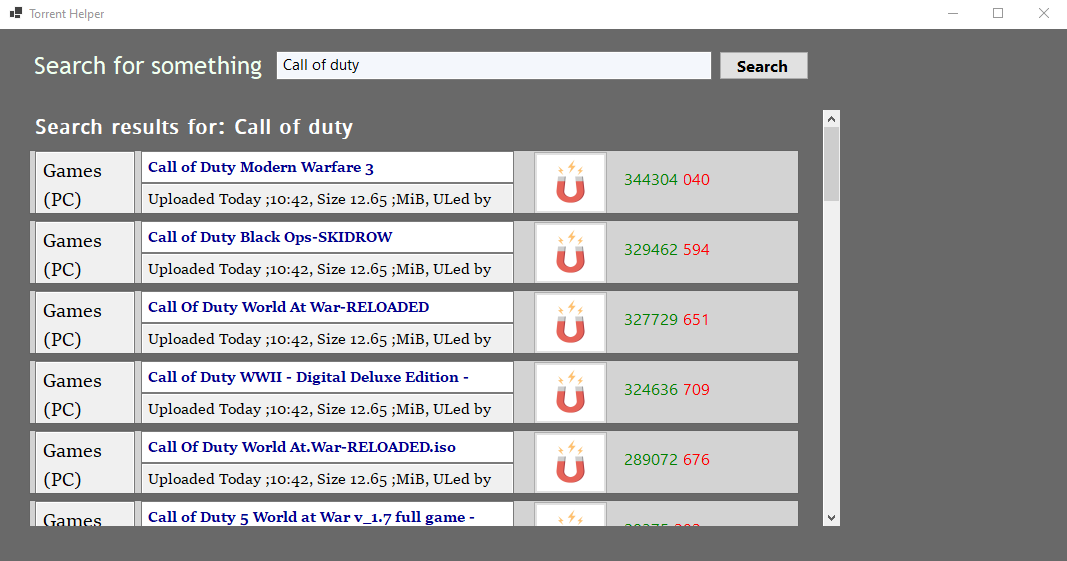 Torrent Helper
Search for something Call of duty Search
Search results for: Call of duty
Games (PC)
Call of Duty Modern Warfare 3
Uploaded Today ;10:42, Size 12.65 ;MiB, ULed by
344304 040
Games (PC)
Call of Duty Black Ops-SKIDROW
Uploaded Today ;10:42, Size 12.65 ;MiB, ULed by
329462 594
Games (PC)
Call Of Duty World At War-RELOADED
Uploaded Today ;10:42, Size 12.65 ;MiB, ULed by
327729 651
Games (PC)
Call of Duty WWII - Digital Deluxe Edition -
Uploaded Today ;10:42, Size 12.65 ;MiB, ULed by
324636 709
Games (PC)
Call Of Duty World At.War-RELOADED.iso
Uploaded Today ;10:42, Size 12.65 ;MiB, ULed by
289072 676
Games
Call of Duty 5 World at War v_1.7 full game -